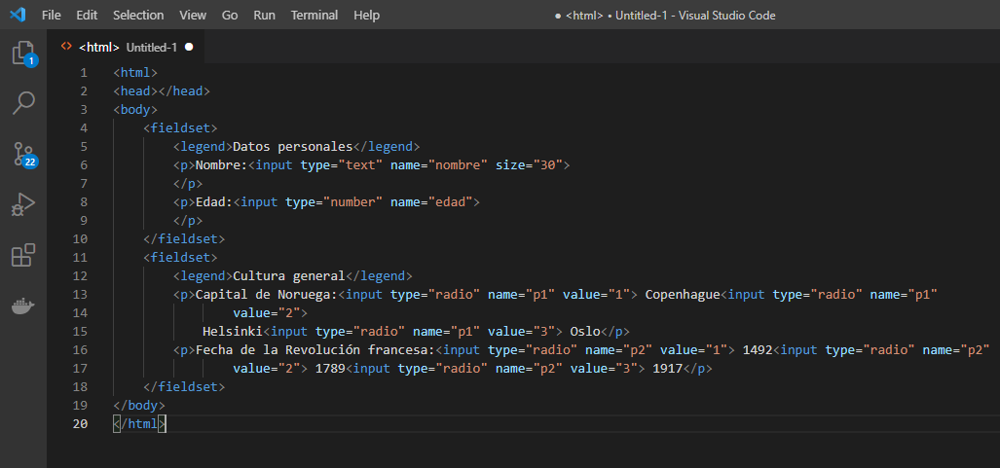 File Edit Selection View Go Run Terminal Help ● <html> • Untitled-1 - Visual Studio Code
<> <html> Untitled-1 ●
1
22
1 <html>
2 <head></head>
3 <body>
4 <fieldset>
5 <legend>Datos personales</legend>
6 <p>Nombre:<input type="text" name="nombre" size="30">
7 </p>
8 <p>Edad:<input type="number" name="edad">
9 </p>
10 </fieldset>
11 <fieldset>
12 <legend>Cultura general</legend>
13 <p>Capital de Noruega:<input type="radio" name="p1" value="1"> Copenhague<input type="radio" name="p1"
14 value="2">
15 Helsinki<input type="radio" name="p1" value="3"> Oslo</p>
16 <p>Fecha de la Revolución francesa:<input type="radio" name="p2" value="1"> 1492<input type="radio" name="p2"
17 value="2"> 1789<input type="radio" name="p2" value="3"> 1917</p>
18 </fieldset>
19 </body>
20 </html>